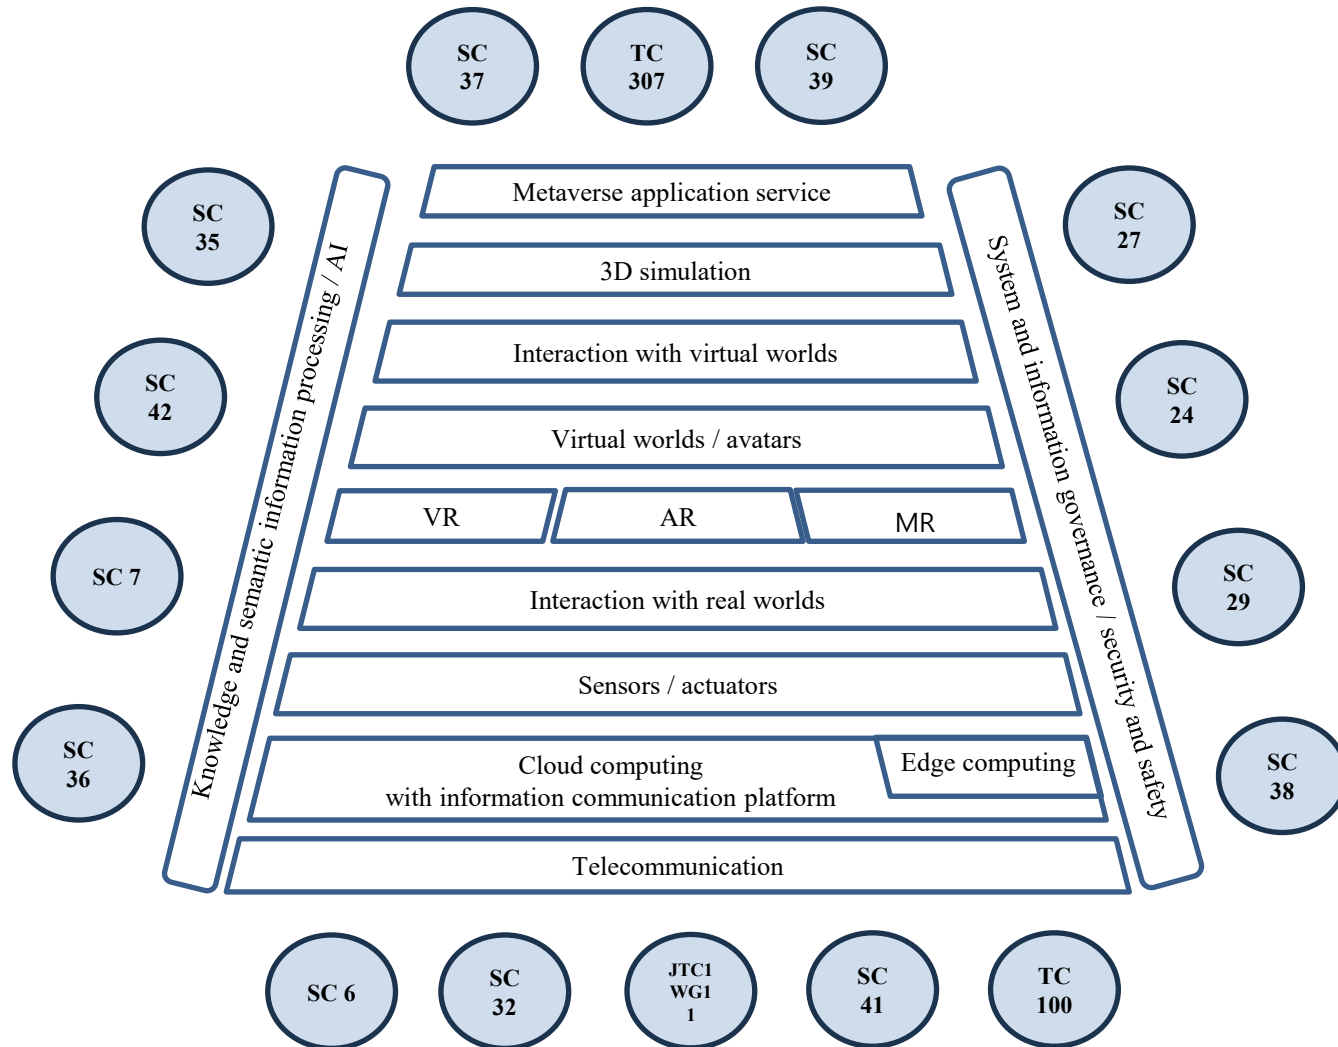 SC
37
TC
307
SC
39
SC
35
SC
42
SC 7
SC
36
Knowledge and semantic information processing / AI
Metaverse application service
3D simulation
Interaction with virtual worlds
Virtual worlds / avatars
VR
AR
MR
Interaction with real worlds
Sensors / actuators
Cloud computing
with information communication platform
Edge computing
Telecommunication
System and information governance / security and safety
SC
27
SC
24
SC
29
SC
38
SC 6
SC
32
JTC1
WG1
1
SC
41
TC
100